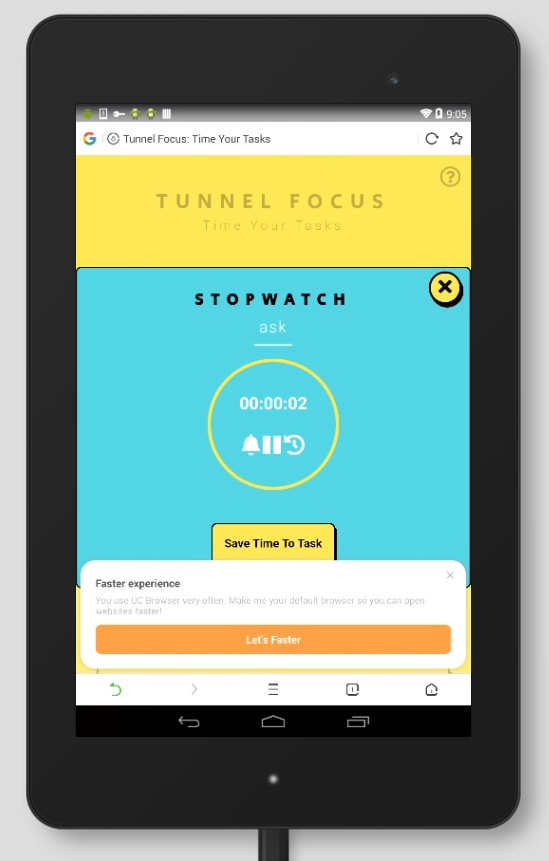 9:05
Tunnel Focus: Time Your Tasks
TUNNEL FOCUS
Time Your Tasks
STOPWATCH
ask
00:00:02
Save Time To Task
Faster experience
You use UC Browser very often. Make me your default browser so you can open
websites faster!
Let's Faster